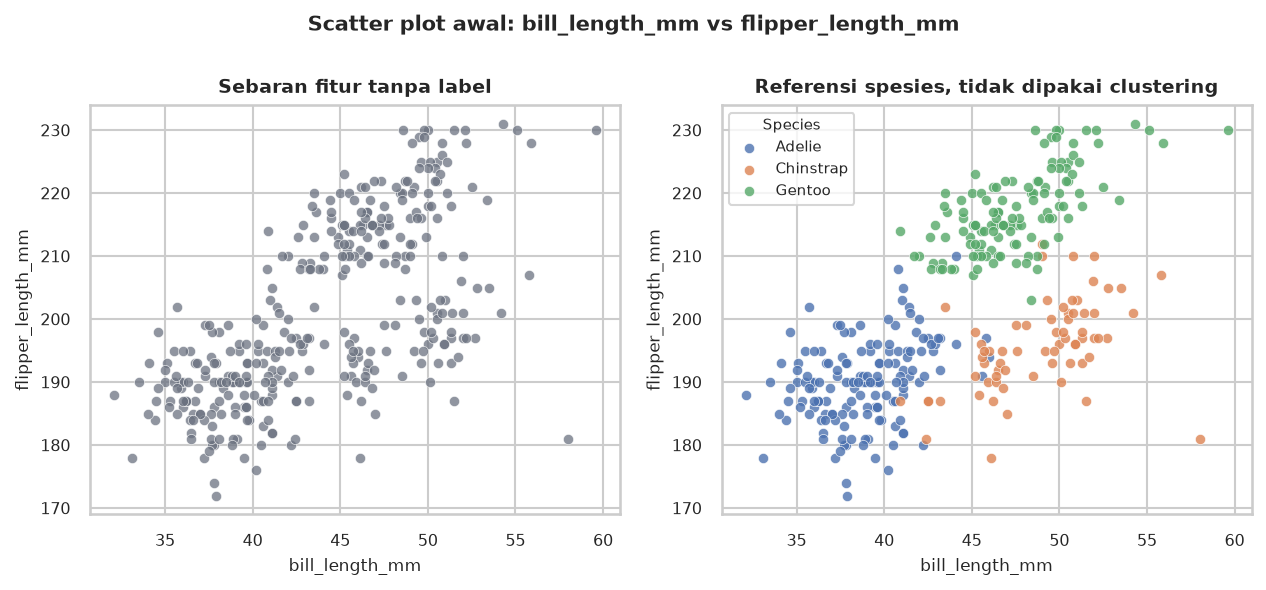 Scatter plot awal: bill_length_mm vs flipper_length_mm
Sebaran fitur tanpa label
230
220
210
200
190
180
170
flipper_length_mm
35 40 45 50 55 60
bill_length_mm
Referensi spesies, tidak dipakai clustering
Species
Adelie
Chinstrap
Gentoo
230
220
210
200
190
180
170
flipper_length_mm
35 40 45 50 55 60
bill_length_mm